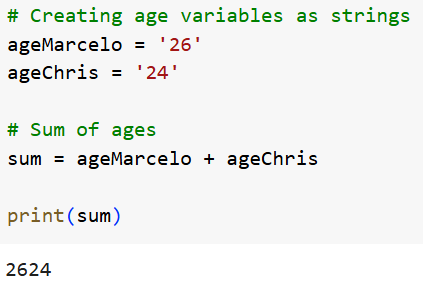 # Creating age variables as strings
ageMarcelo = '26'
ageChris = '24'
# Sum of ages
sum = ageMarcelo + ageChris
print(sum)
2624